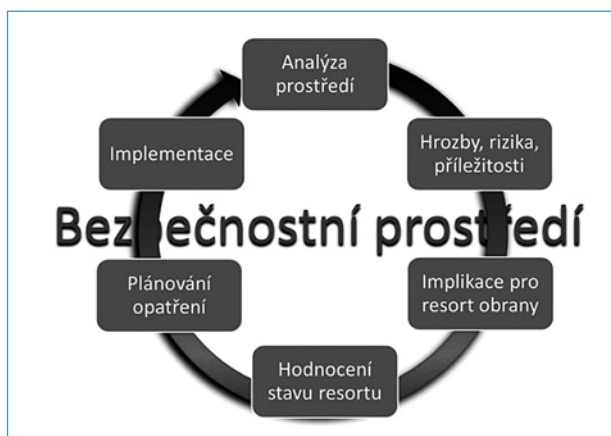 Analýza
prostředí
Hrozby, rizika,
příležitosti
Implementace
Bezpečnostní prostředí
Implikace pro
resort obrany
Plánování
opatření
Hodnocení
stavu resortu